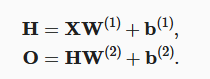 H = XW⁽¹⁾ + b⁽¹⁾,
O = HW⁽²⁾ + b⁽²⁾.